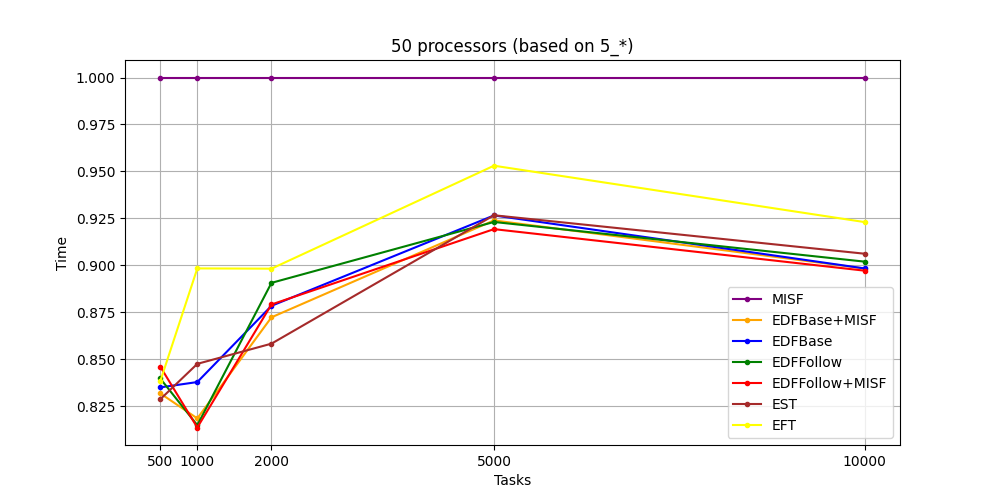 50 processors (based on 5_*)
1.000
0.975
0.950
0.925
0.900
0.875
0.850
0.825
Time
500 1000 2000 5000 10000
Tasks
MISF
EDFBase+MISF
EDFBase
EDFFollow
EDFFollow+MISF
EST
EFT